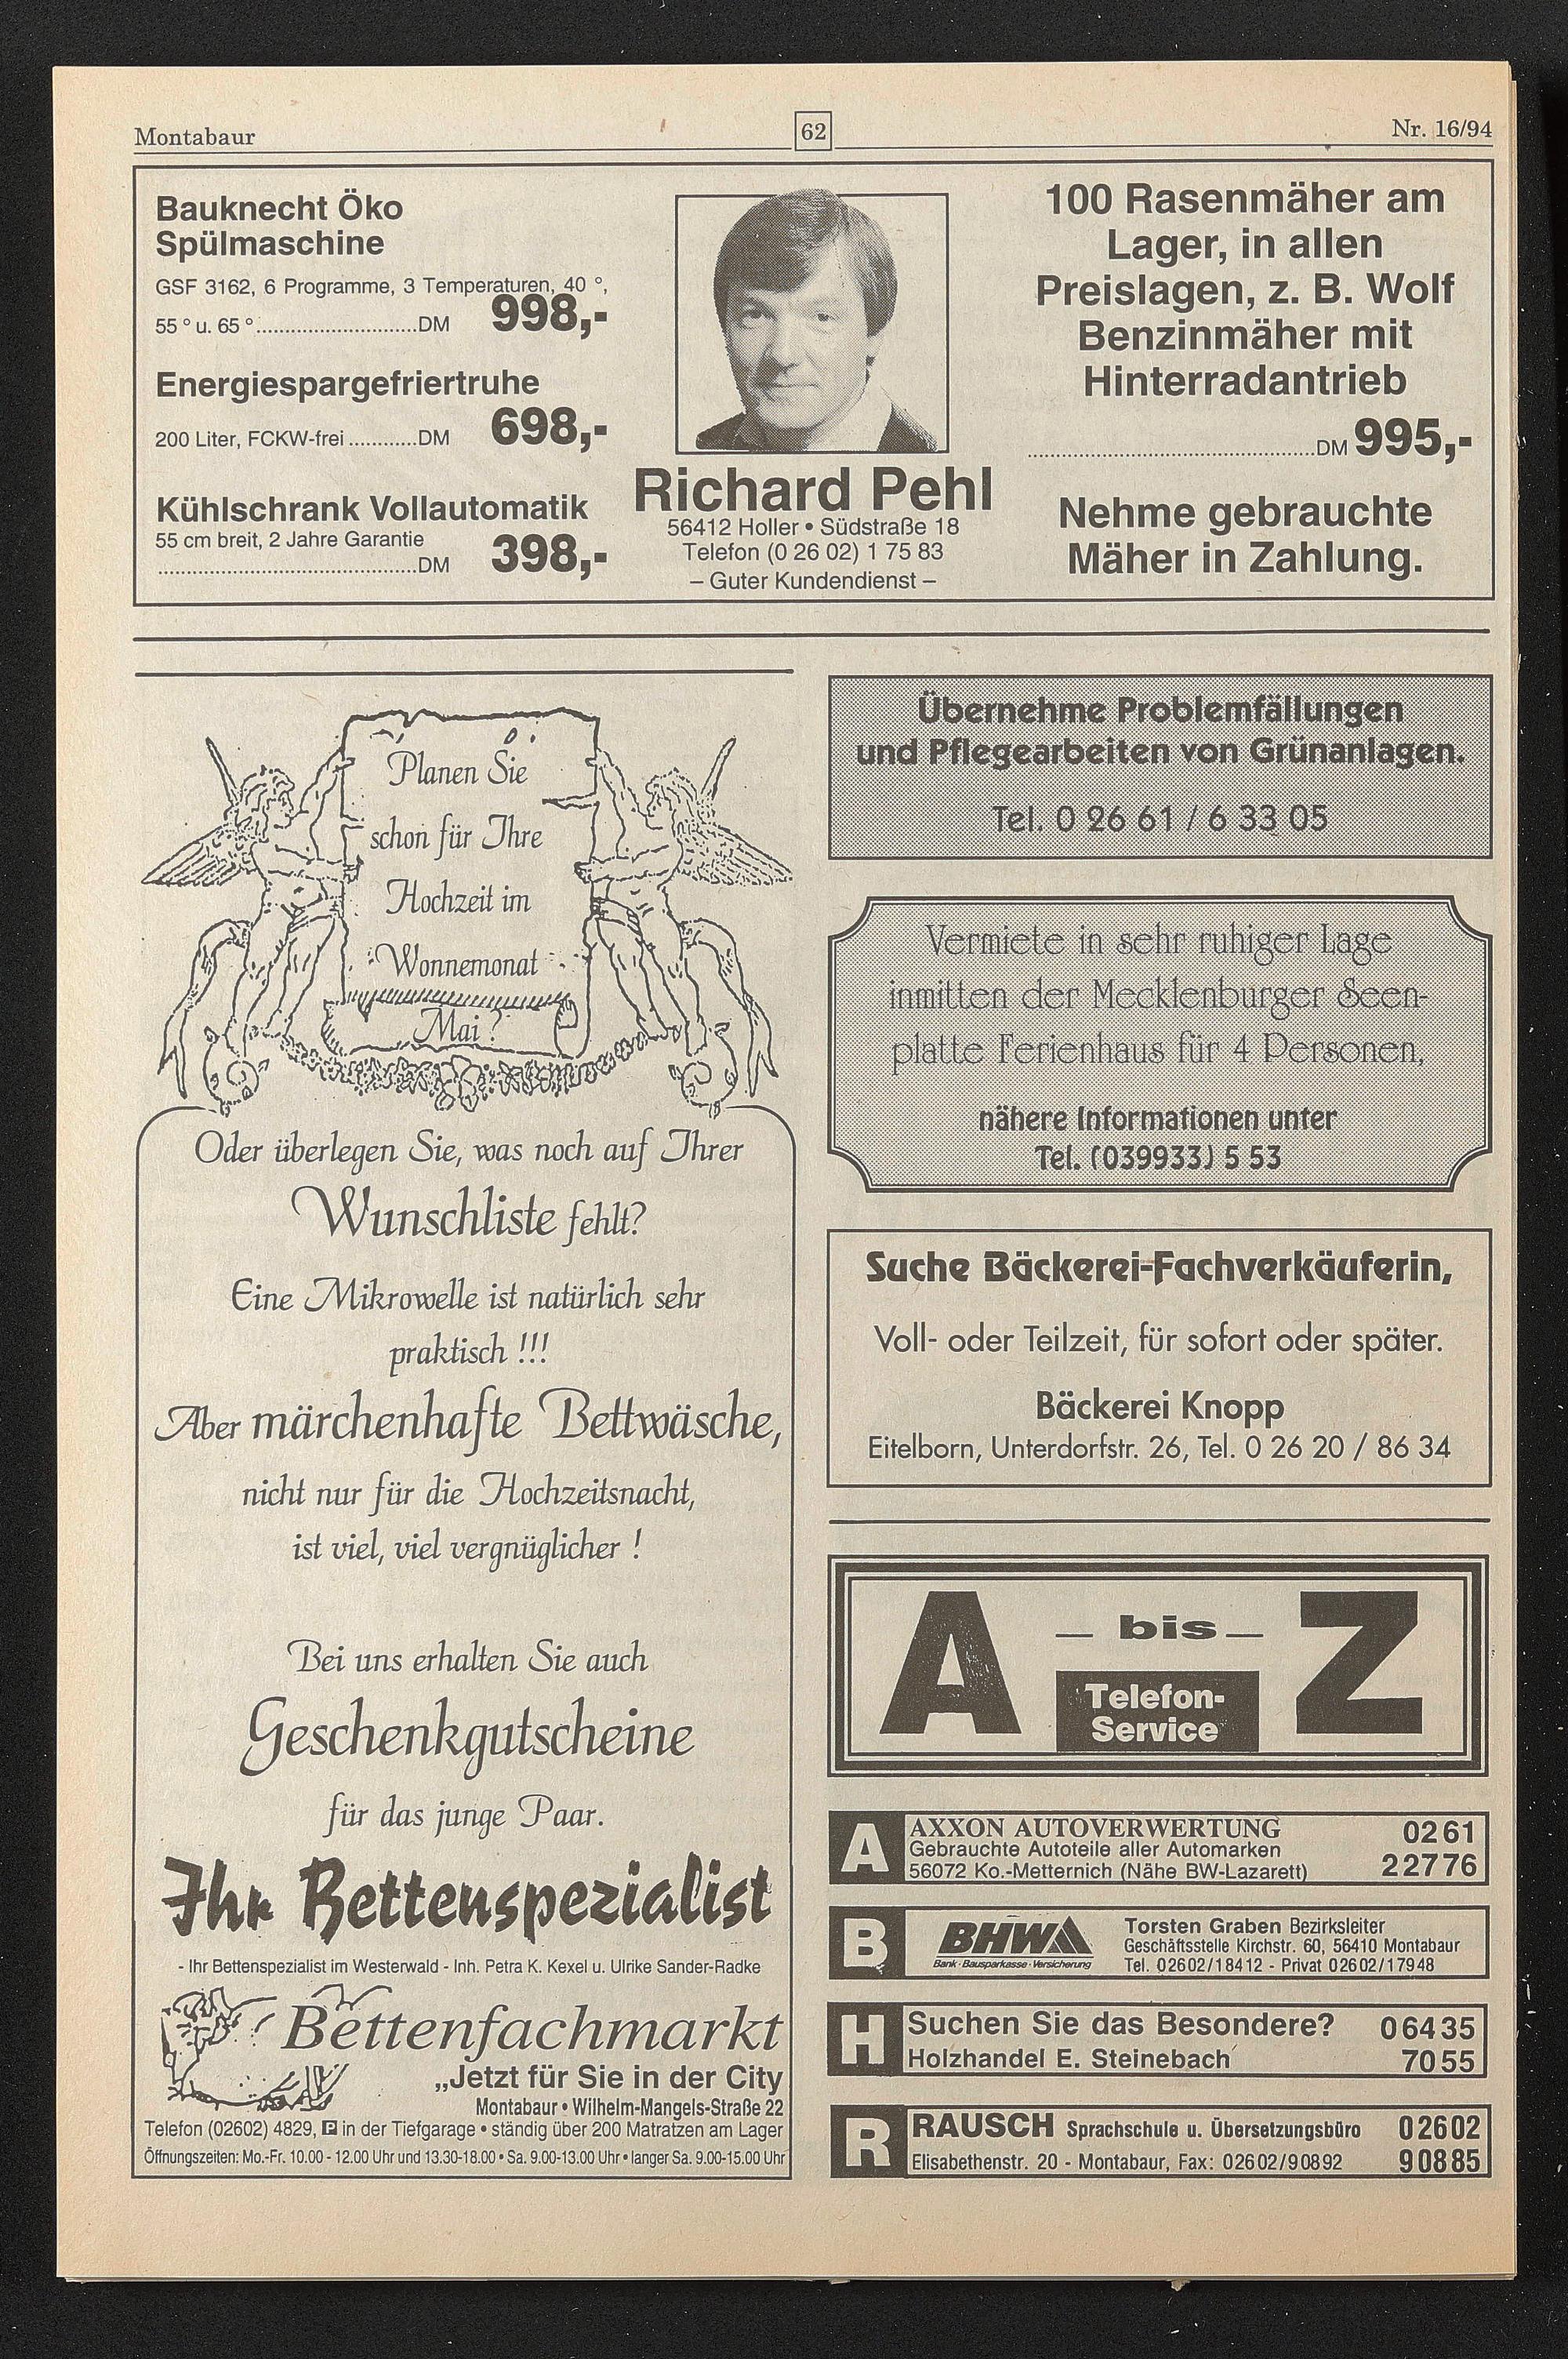 Montabaur
62
Nr. 16/94
Bauknecht Öko
Spülmaschine
GSF 3162, 6 Programme, 3 Temperaturen, 40 °,
55 ° u. 65 °............................DM 998,-
Energiespargefriertruhe
200 Liter, FCKW-frei............DM 698,-
Kühlschrank Vollautomatik
55 cm breit, 2 Jahre Garantie
.............................................DM 398,-
Richard Pehl
56412 Holler • Südstraße 18
Telefon (0 26 02) 1 75 83
– Guter Kundendienst –
100 Rasenmäher am
Lager, in allen
Preislagen, z. B. Wolf
Benzinmäher mit
Hinterradantrieb
..................................................DM 995,-
Nehme gebrauchte
Mäher in Zahlung.
Planen Sie
schon für Ihre
Hochzeit im
Wonnemonat
Mai?
Oder überlegen Sie, was noch auf Ihrer
Wunschliste fehlt?
Eine Mikrowelle ist natürlich sehr
praktisch !!!
Aber märchenhafte Bettwäsche,
nicht nur für die Hochzeitsnacht,
ist viel, viel vergnüglicher !
Bei uns erhalten Sie auch
Geschenkgutscheine
für das junge Paar.
Ihr Bettenspezialist
- Ihr Bettenspezialist im Westerwald - Inh. Petra K. Kexel u. Ulrike Sander-Radke
Bettenfachmarkt
„Jetzt für Sie in der City
Montabaur • Wilhelm-Mangels-Straße 22
Telefon (02602) 4829, P in der Tiefgarage • ständig über 200 Matratzen am Lager
Öffnungszeiten: Mo.-Fr. 10.00 - 12.00 Uhr und 13.30-18.00 • Sa. 9.00-13.00 Uhr • langer Sa. 9.00-15.00 Uhr
Übernehme Problemfällungen
und Pflegearbeiten von Grünanlagen.
Tel. 0 26 61 / 6 33 05
Vermiete in sehr ruhiger Lage
inmitten der Mecklenburger Seen-
platte Ferienhaus für 4 Personen,
nähere Informationen unter
Tel. (039933) 5 53
Suche Bäckerei-Fachverkäuferin,
Voll- oder Teilzeit, für sofort oder später.
Bäckerei Knopp
Eitelborn, Unterdorfstr. 26, Tel. 0 26 20 / 86 34
A – bis – Z
Telefon-
Service
A
AXXON AUTOVERWERTUNG 0261
Gebrauchte Autoteile aller Automarken
56072 Ko.-Metternich (Nähe BW-Lazarett) 22776
B
BHW
Bank · Bausparkasse · Versicherung
Torsten Graben Bezirksleiter
Geschäftsstelle Kirchstr. 60, 56410 Montabaur
Tel. 02602/18412 - Privat 02602/17948
H
Suchen Sie das Besondere? 06435
Holzhandel E. Steinebach 7055
R
RAUSCH Sprachschule u. Übersetzungsbüro 02602
Elisabethenstr. 20 - Montabaur, Fax: 02602/90892 90885